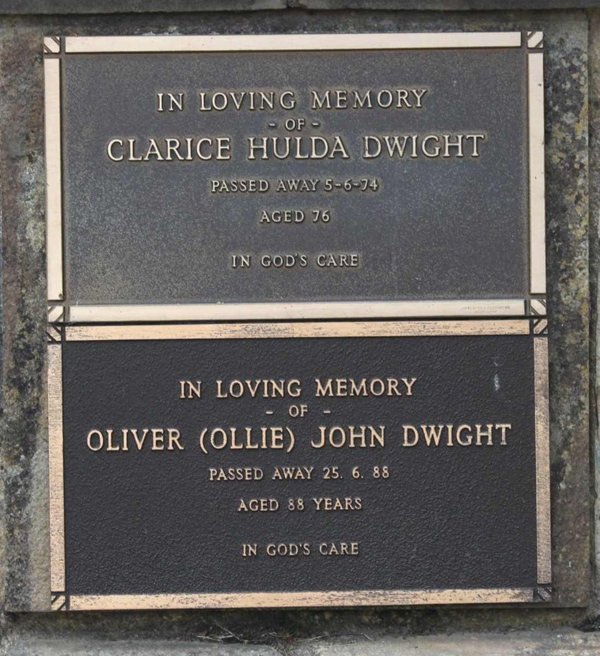 IN LOVING MEMORY
- OF -
CLARICE HULDA DWIGHT
PASSED AWAY 5-6-74
AGED 76
IN GOD'S CARE
IN LOVING MEMORY
- OF -
OLIVER (OLLIE) JOHN DWIGHT
PASSED AWAY 25. 6. 88
AGED 88 YEARS
IN GOD'S CARE